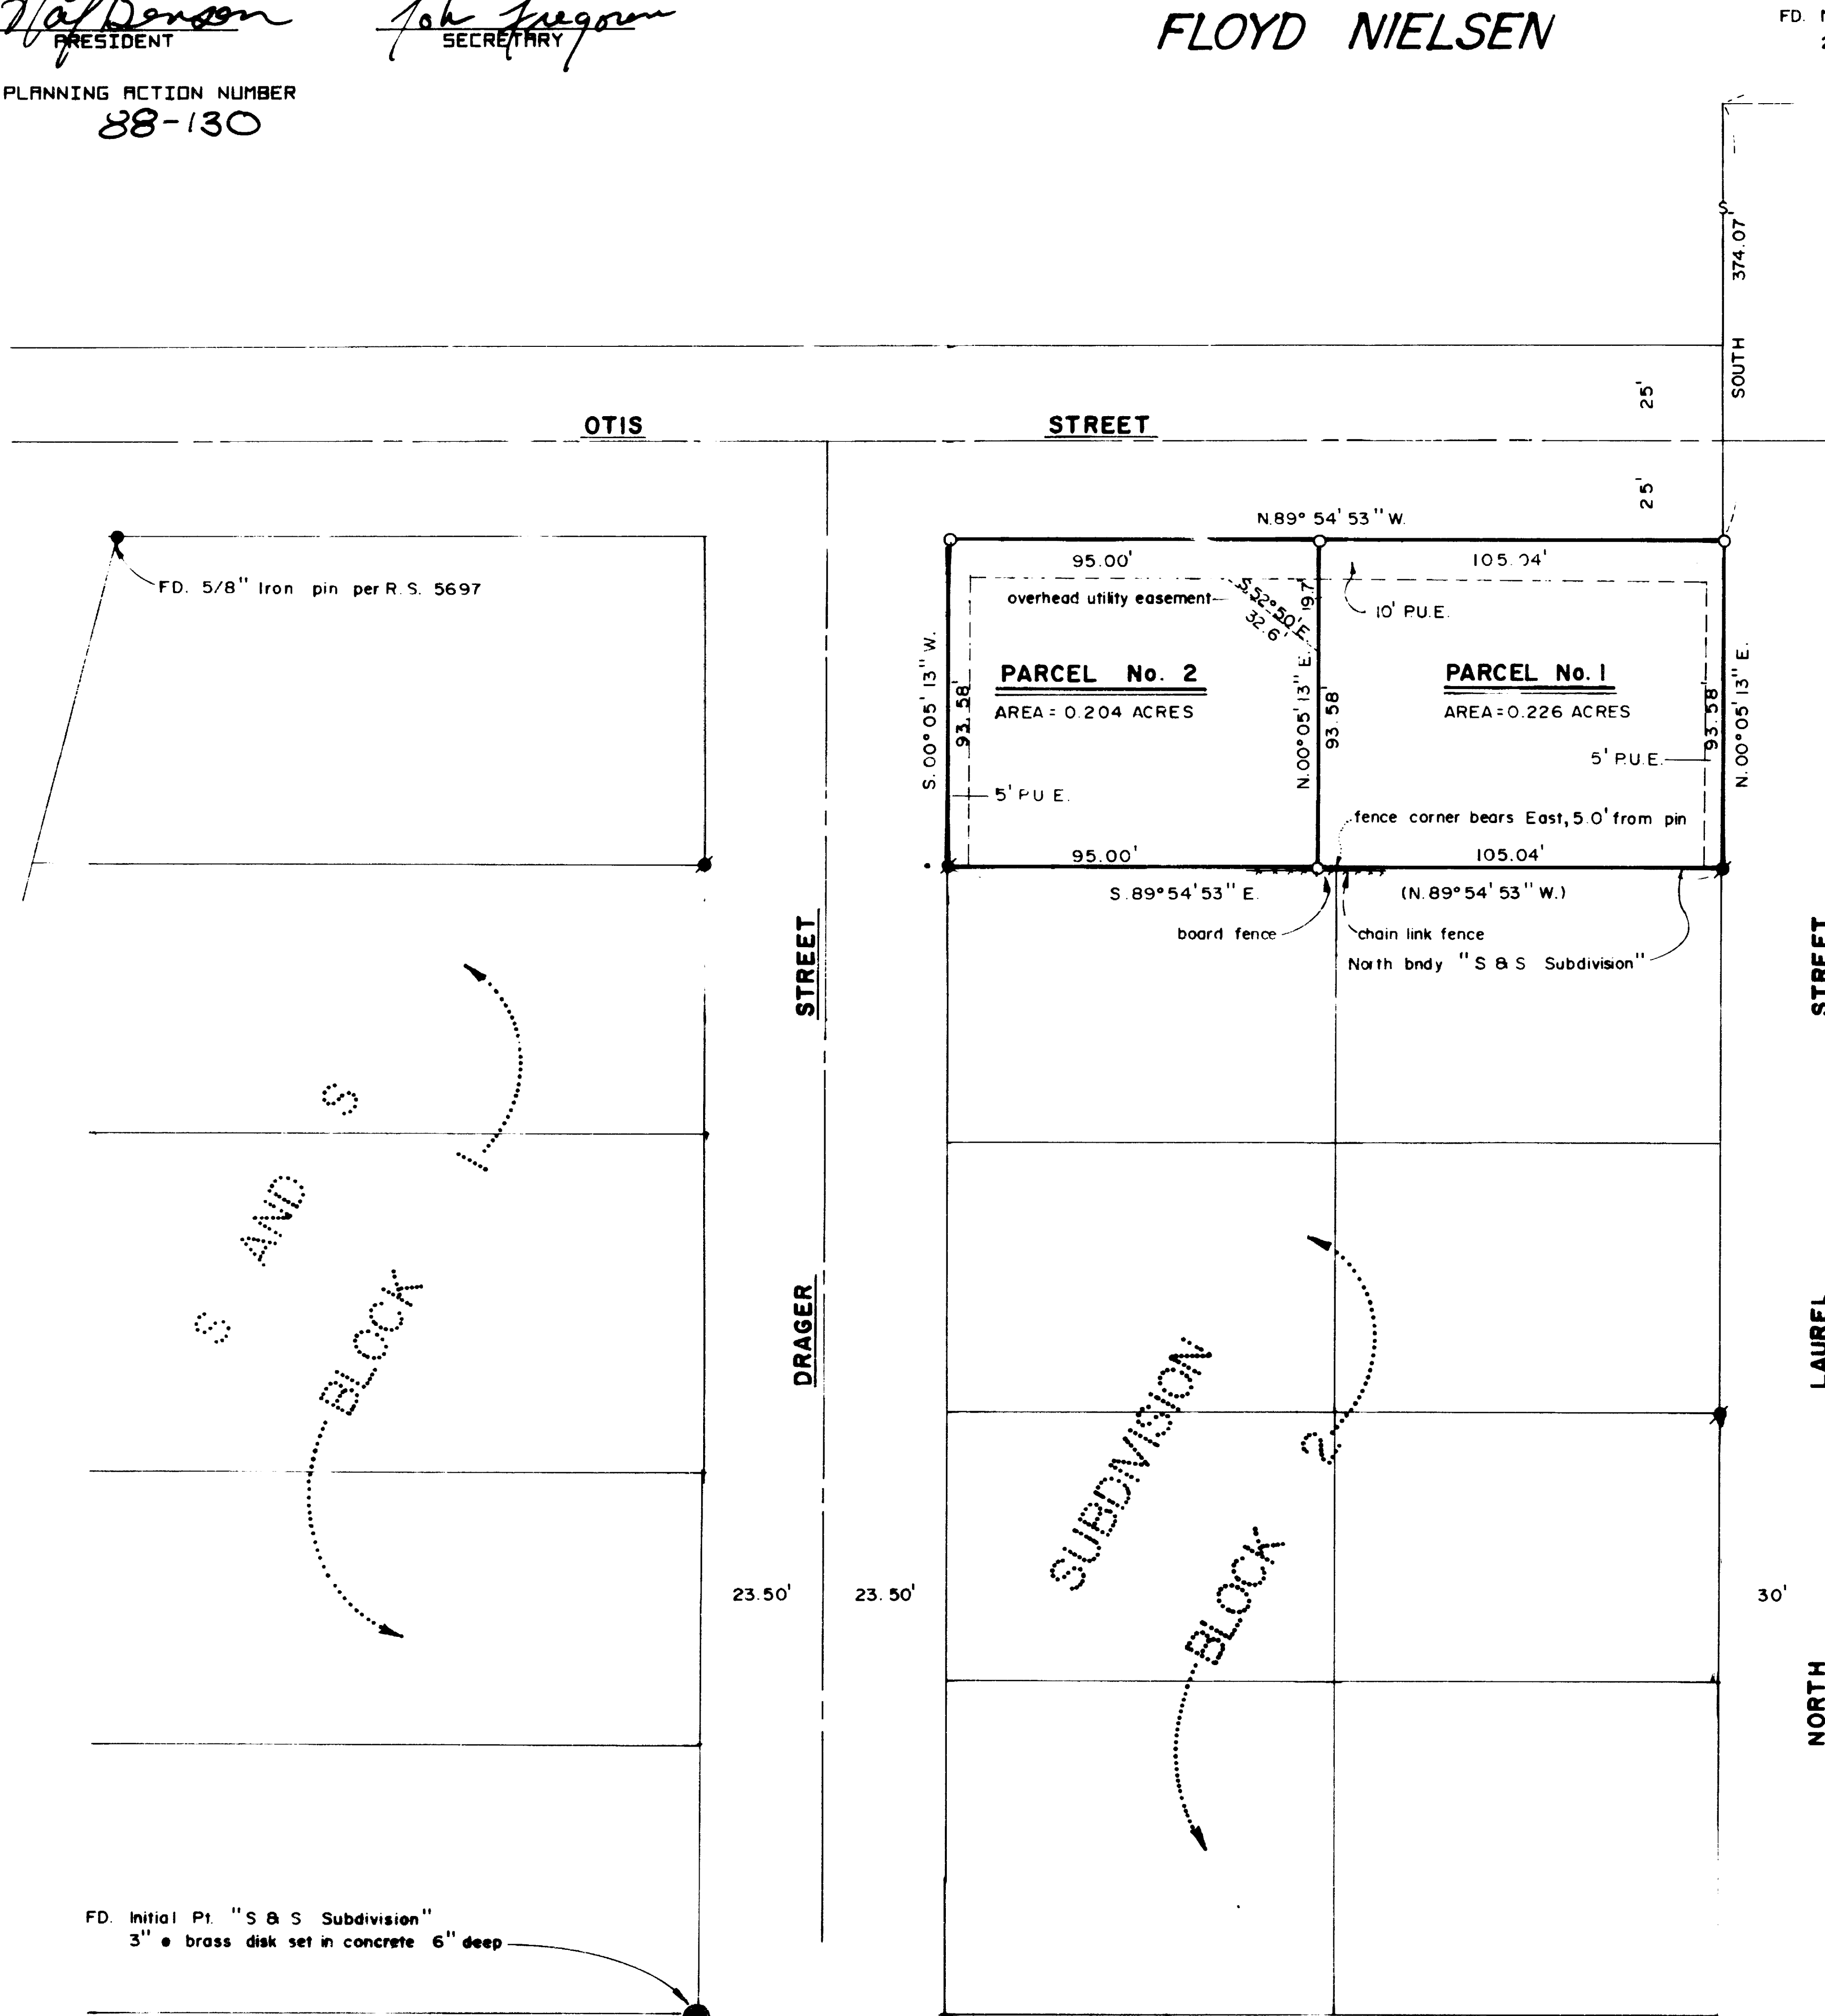 PRESIDENT
SECRETARY
FLOYD NIELSEN
FD.
PLANNING ACTION NUMBER
88-130
S
374.07'
SOUTH
25'
OTIS STREET
25'
N.89° 54' 53" W.
95.00'
105.04'
FD. 5/8" Iron pin per R.S. 5697
overhead utility easement
S.52°50'E.
32.6'
19.7'
10' P.U.E.
S.00°05'13" W.
93.58'
PARCEL No. 2
AREA = 0.204 ACRES
N.00°05'13" E.
93.58'
PARCEL No. 1
AREA = 0.226 ACRES
93.58'
N.00°05'13" E.
5' P.U.E.
5' P.U.E.
fence corner bears East, 5.0' from pin
95.00'
105.04'
S.89°54'53" E.
(N.89°54'53" W.)
board fence
chain link fence
North bndy "S & S Subdivision"
STREET
STREET
S AND S
BLOCK 1
DRAGER
LAUREL
SUBDIVISION
BLOCK 2
23.50'
23.50'
30'
NORTH
FD. Initial Pt. "S & S Subdivision"
3" ø brass disk set in concrete 6" deep